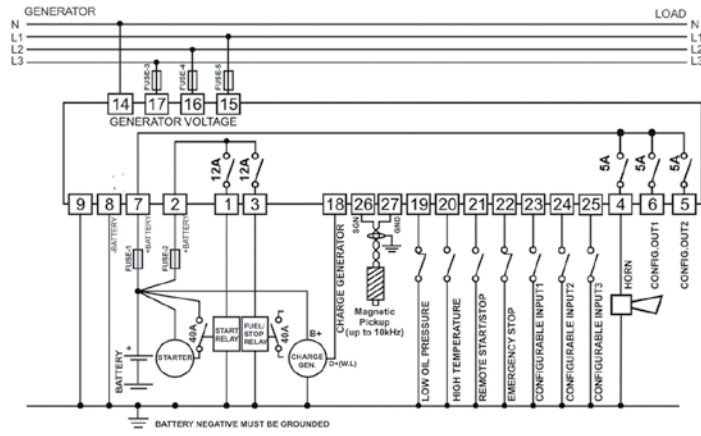 GENERATOR
LOAD
N
N
L1
L1
L2
L2
L3
L3
FUSE-3
FUSE-4
FUSE-5
14
17
16
15
GENERATOR VOLTAGE
12A
12A
5A
5A
5A
9
8
7
2
1
3
18
26
27
19
20
21
22
23
24
25
4
6
5
-BATTERY
+BATTERY
+BATTERY
FUSE-1
FUSE-2
CHARGE GENERATOR
SGN
GND
Magnetic
Pickup
(up to 10kHz)
LOW OIL PRESSURE
HIGH TEMPERATURE
REMOTE START/STOP
EMERGENCY STOP
CONFIGURABLE INPUT1
CONFIGURABLE INPUT2
CONFIGURABLE INPUT3
HORN
CONFIG.OUT1
CONFIG.OUT2
BATTERY
+
STARTER
40A
START
RELAY
FUEL/
STOP
RELAY
40A
B+
CHARGE
GEN.
D+(W.L)
BATTERY NEGATIVE MUST BE GROUNDED